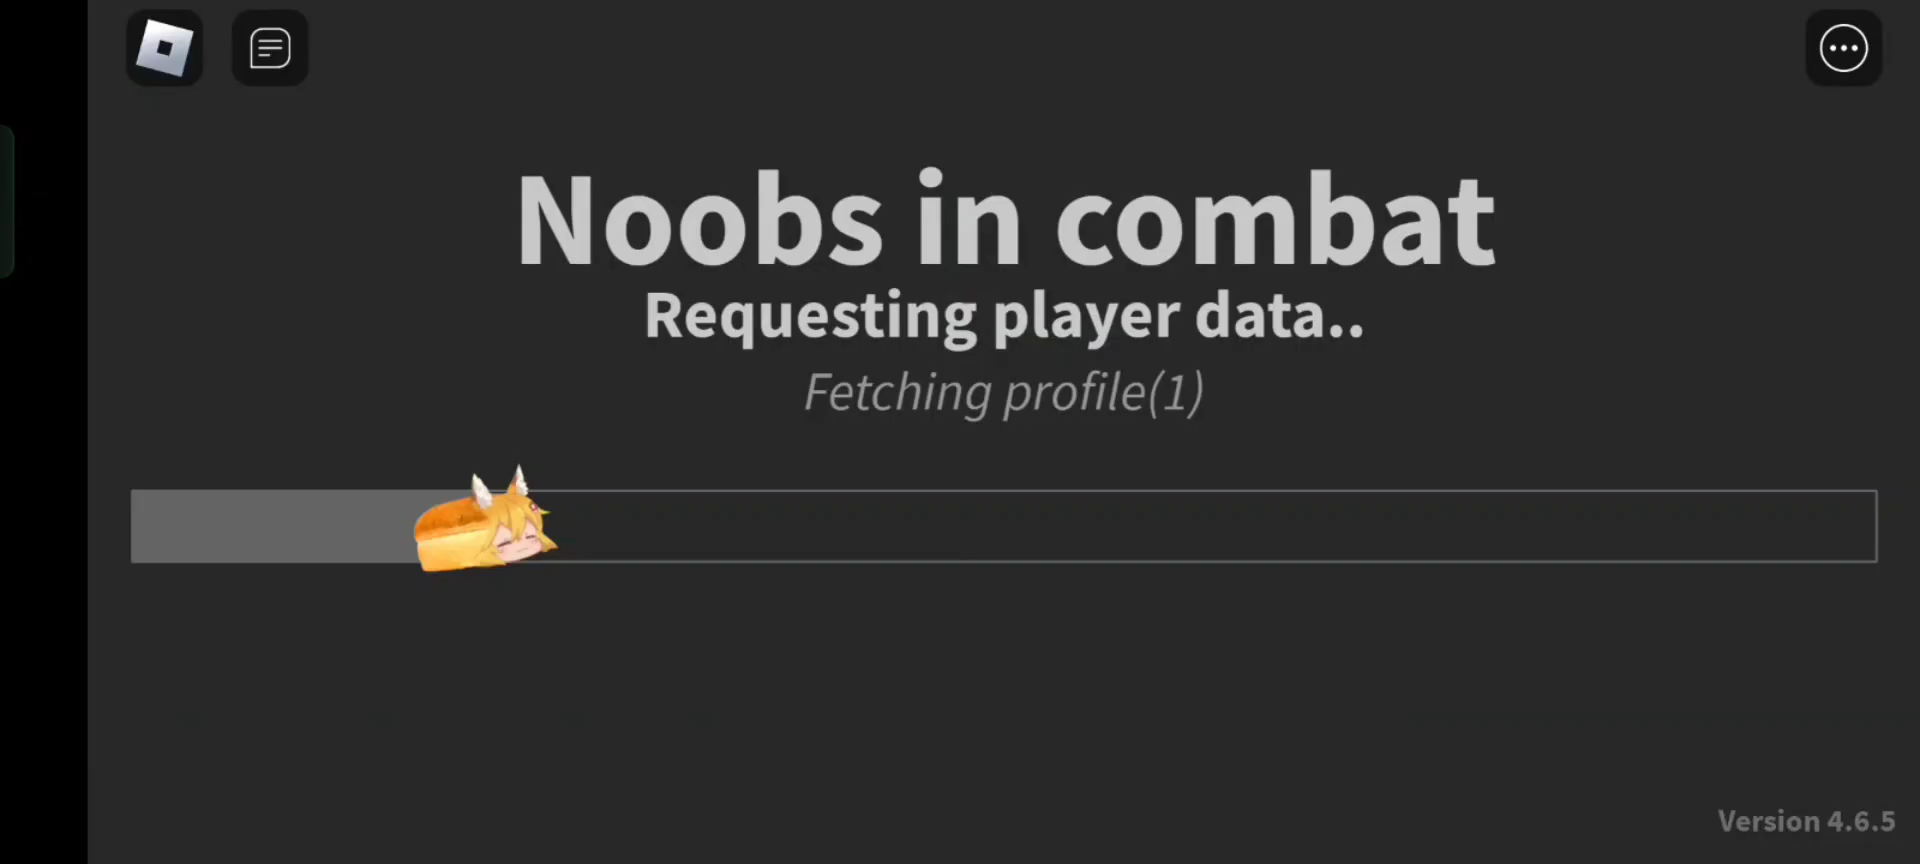 Noobs in combat
Requesting player data..
Fetching profile(1)
Version 4.6.5